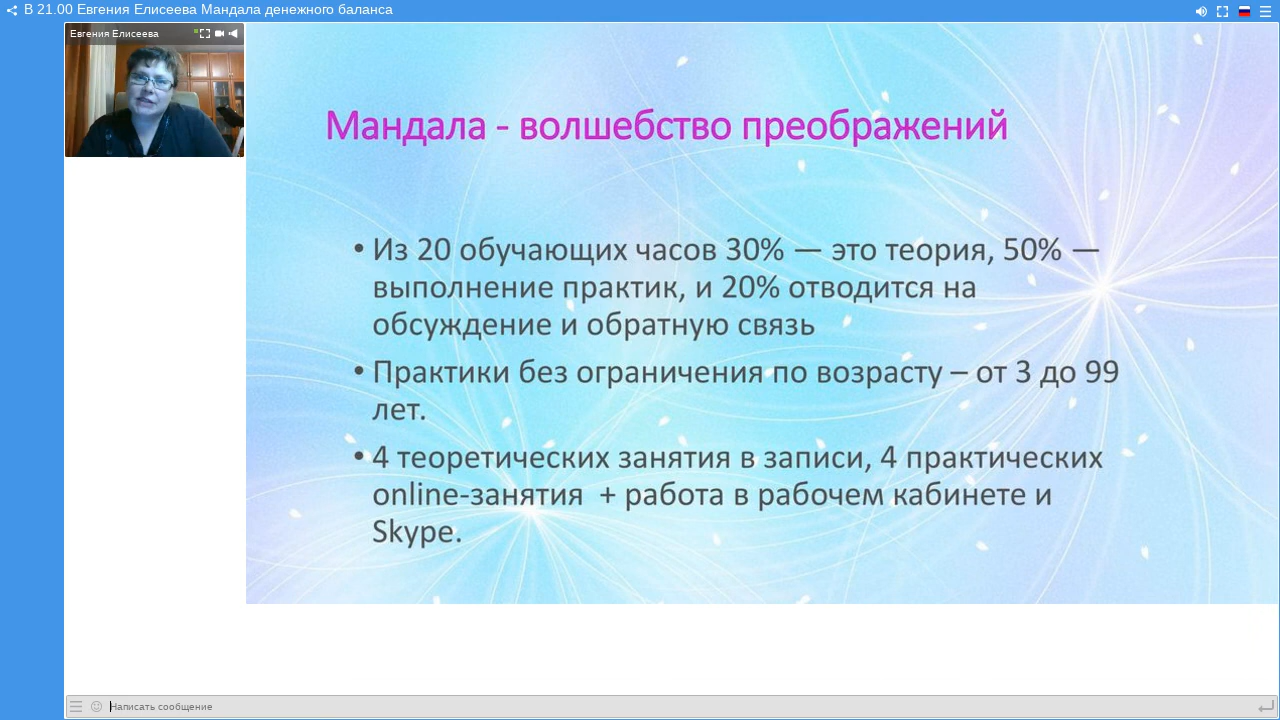 В 21.00 Евгения Елисеева Мандала денежного баланса
Евгения Елисеева
Мандала - волшебство преображений
• Из 20 обучающих часов 30% — это теория, 50% —
выполнение практик, и 20% отводится на
обсуждение и обратную связь
• Практики без ограничения по возрасту – от 3 до 99
лет.
• 4 теоретических занятия в записи, 4 практических
online-занятия + работа в рабочем кабинете и
Skype.
Написать сообщение